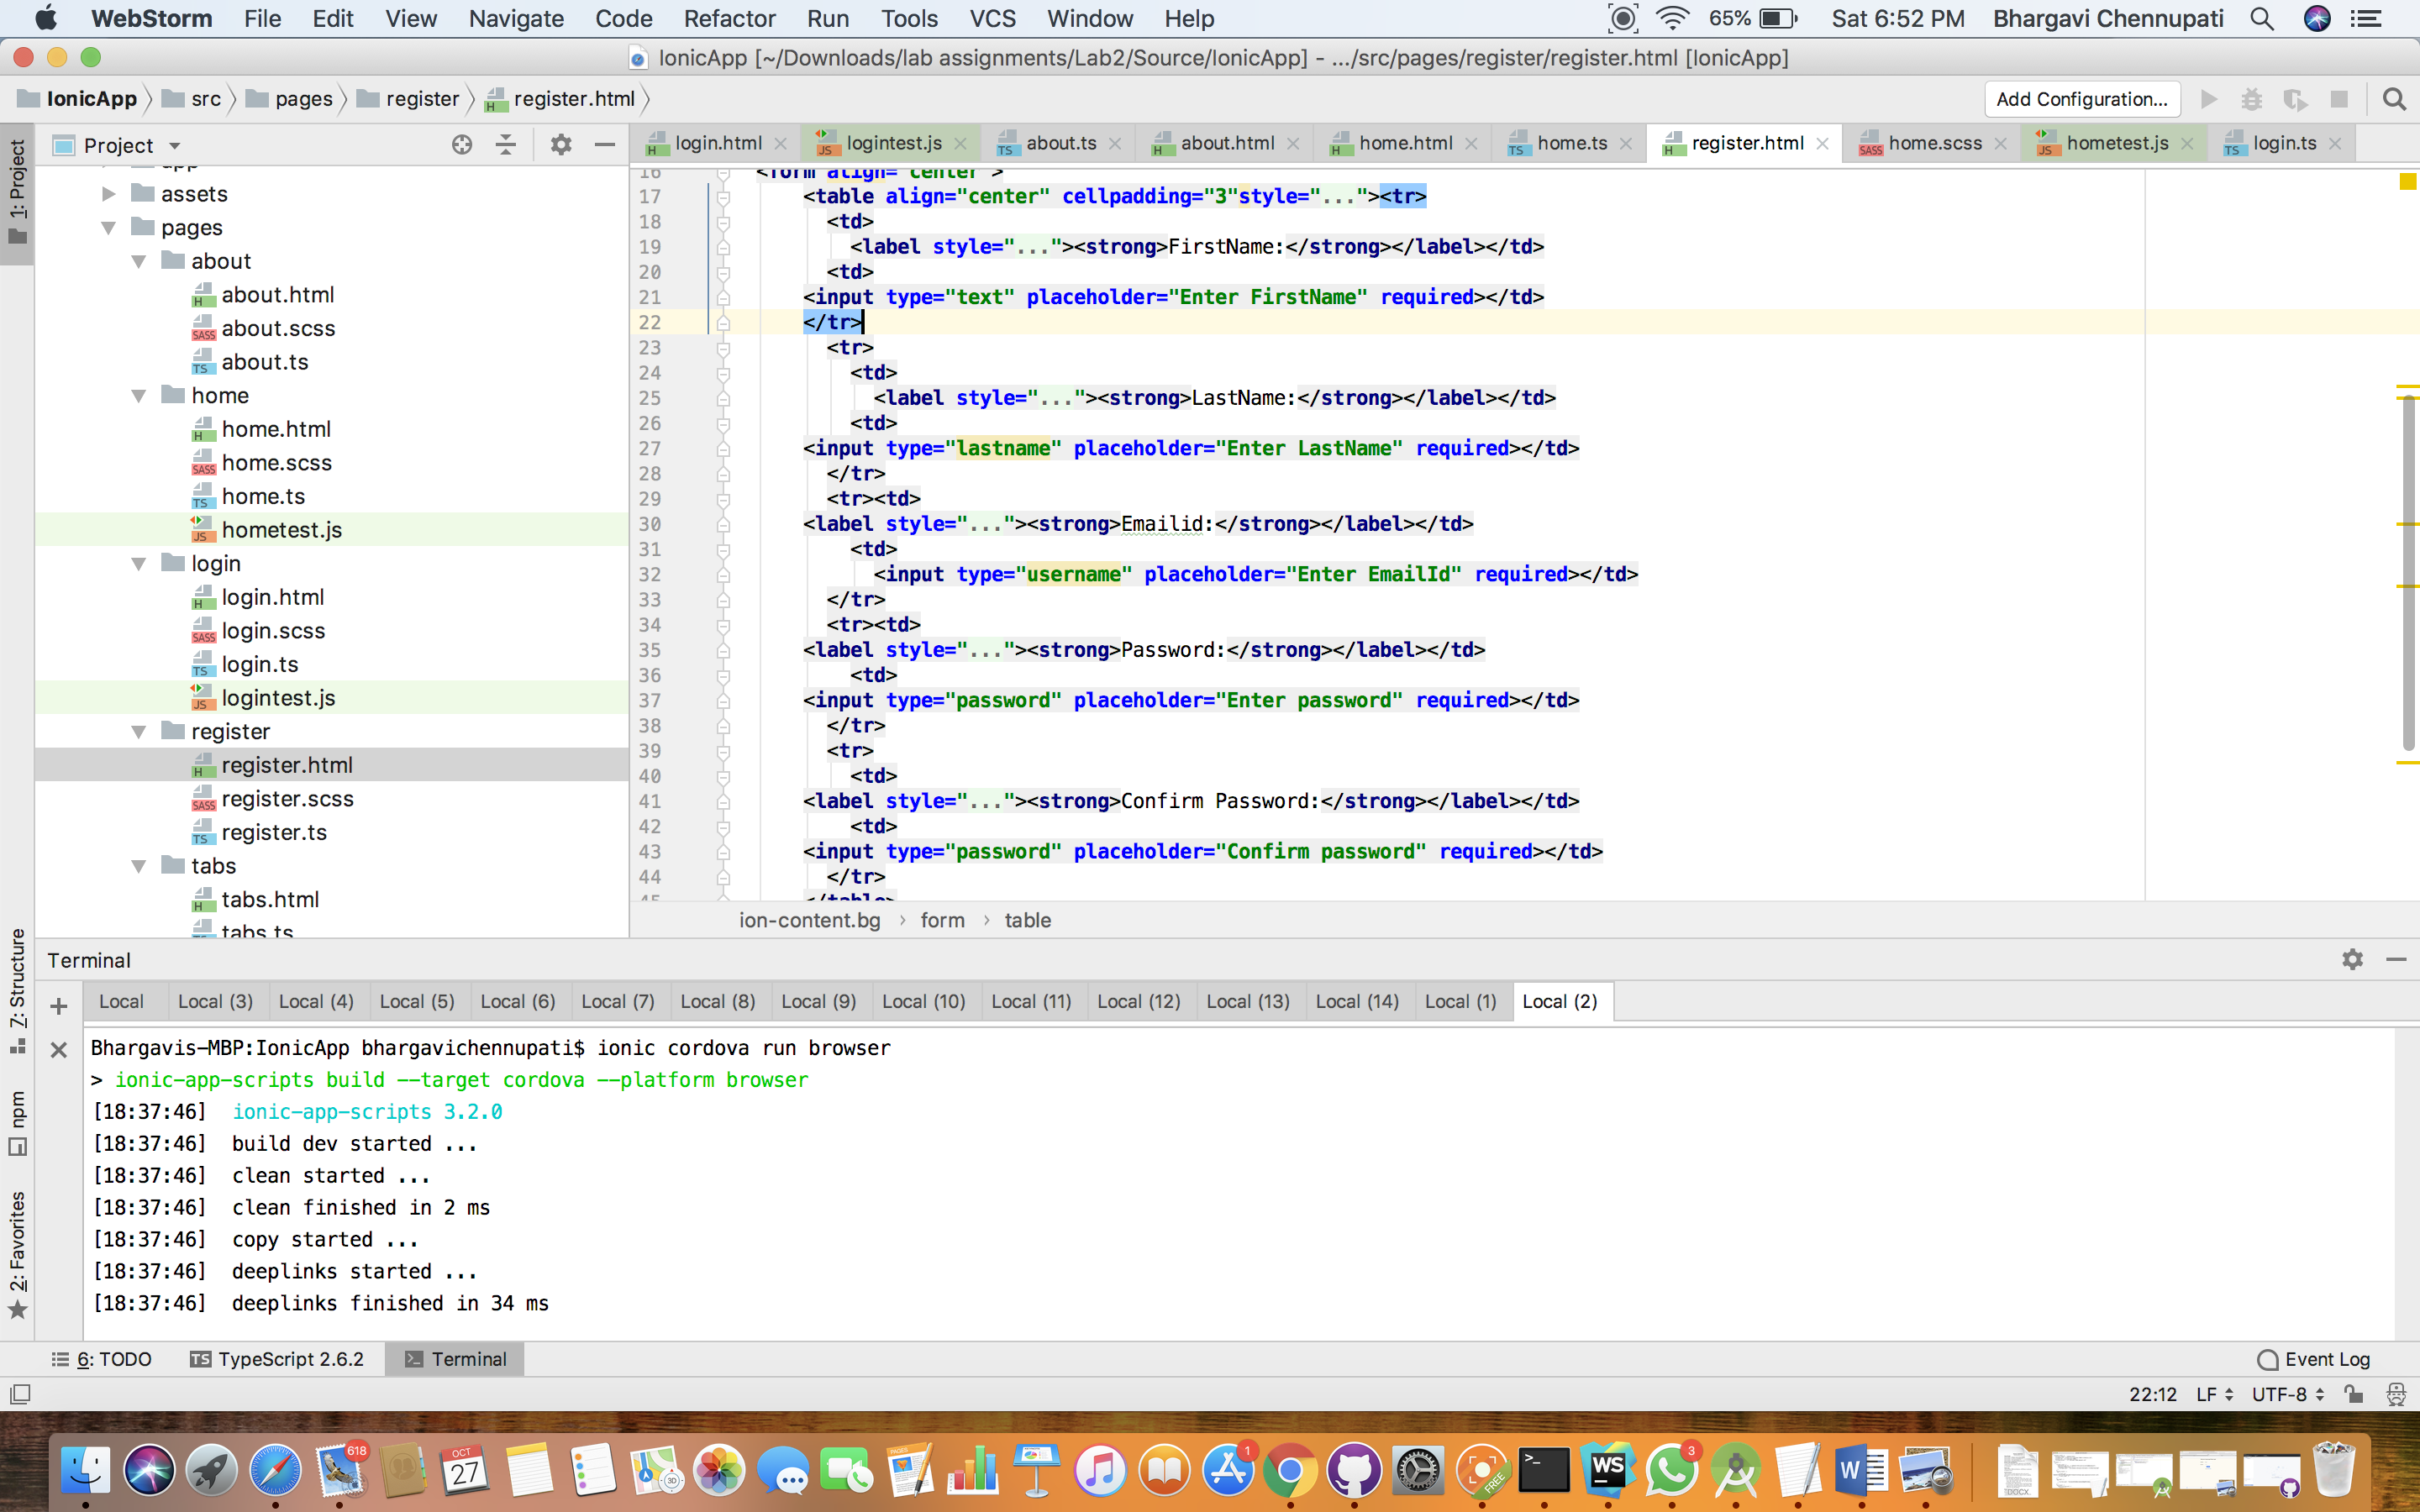 WebStorm File Edit View Navigate Code Refactor Run Tools VCS Window Help 65% Sat 6:52 PM Bhargavi Chennupati
IonicApp [~/Downloads/lab assignments/Lab2/Source/IonicApp] - .../src/pages/register/register.html [IonicApp]
IonicApp src pages register register.html Add Configuration...
Project
login.html logintest.js about.ts about.html home.html home.ts register.html home.scss hometest.js login.ts
1: Project
7: Structure
npm
2: Favorites
app
assets
pages
about
about.html
about.scss
about.ts
home
home.html
home.scss
home.ts
hometest.js
login
login.html
login.scss
login.ts
logintest.js
register
register.html
register.scss
register.ts
tabs
tabs.html
tabs.ts
16 <form align="center">
17 <table align="center" cellpadding="3"style="..."><tr>
18 <td>
19 <label style="..."><strong>FirstName:</strong></label></td>
20 <td>
21 <input type="text" placeholder="Enter FirstName" required></td>
22 </tr>
23 <tr>
24 <td>
25 <label style="..."><strong>LastName:</strong></label></td>
26 <td>
27 <input type="lastname" placeholder="Enter LastName" required></td>
28 </tr>
29 <tr><td>
30 <label style="..."><strong>Emailid:</strong></label></td>
31 <td>
32 <input type="username" placeholder="Enter EmailId" required></td>
33 </tr>
34 <tr><td>
35 <label style="..."><strong>Password:</strong></label></td>
36 <td>
37 <input type="password" placeholder="Enter password" required></td>
38 </tr>
39 <tr>
40 <td>
41 <label style="..."><strong>Confirm Password:</strong></label></td>
42 <td>
43 <input type="password" placeholder="Confirm password" required></td>
44 </tr>
45 </table>
ion-content.bg › form › table
Terminal
Local Local (3) Local (4) Local (5) Local (6) Local (7) Local (8) Local (9) Local (10) Local (11) Local (12) Local (13) Local (14) Local (1) Local (2)
Bhargavis-MBP:IonicApp bhargavichennupati$ ionic cordova run browser
> ionic-app-scripts build --target cordova --platform browser
[18:37:46] ionic-app-scripts 3.2.0
[18:37:46] build dev started ...
[18:37:46] clean started ...
[18:37:46] clean finished in 2 ms
[18:37:46] copy started ...
[18:37:46] deeplinks started ...
[18:37:46] deeplinks finished in 34 ms
6: TODO TypeScript 2.6.2 Terminal Event Log
22:12 LF UTF-8
618 OCT 27 PAGES 3D 1 FREE WS 3 W DOCX